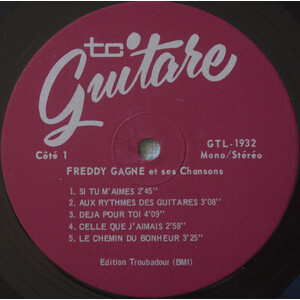 tc
Guitare
Côté 1
GTL-1932
Mono/Stéréo
FREDDY GAGNE et ses Chansons
1. SI TU M'AIMES 2'45"
2. AUX RYTHMES DES GUITARES 3'08"
3. DEJA POUR TOI 4'09"
4. CELLE QUE J'AIMAIS 2'58"
5. LE CHEMIN DU BONHEUR 3'25"
Edition Troubadour (BMI)